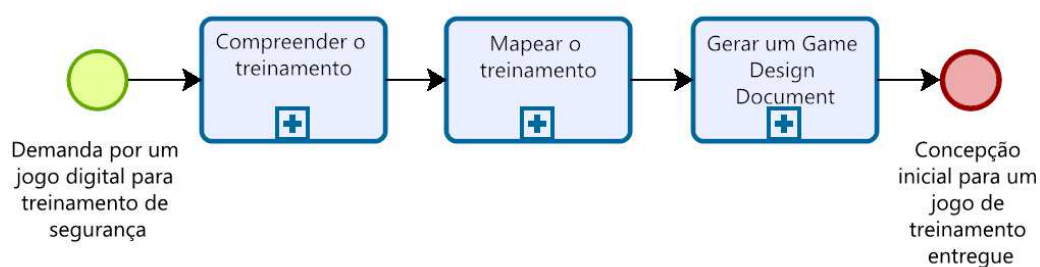 Compreender o
treinamento
Mapear o
treinamento
Gerar um Game
Design
Document
Demanda por um
jogo digital para
treinamento de
segurança
Concepção
inicial para um
jogo de
treinamento
entregue